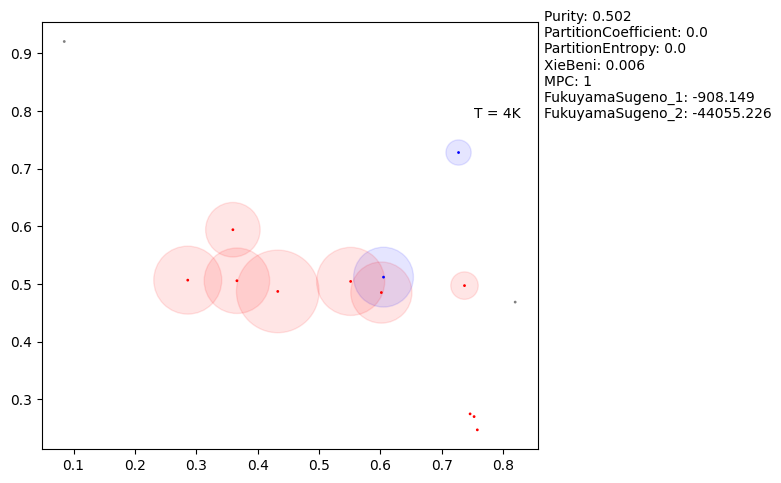 Purity: 0.502
PartitionCoefficient: 0.0
PartitionEntropy: 0.0
XieBeni: 0.006
MPC: 1
FukuyamaSugeno_1: -908.149
FukuyamaSugeno_2: -44055.226
T = 4K
0.9
0.8
0.7
0.6
0.5
0.4
0.3
0.1 0.2 0.3 0.4 0.5 0.6 0.7 0.8